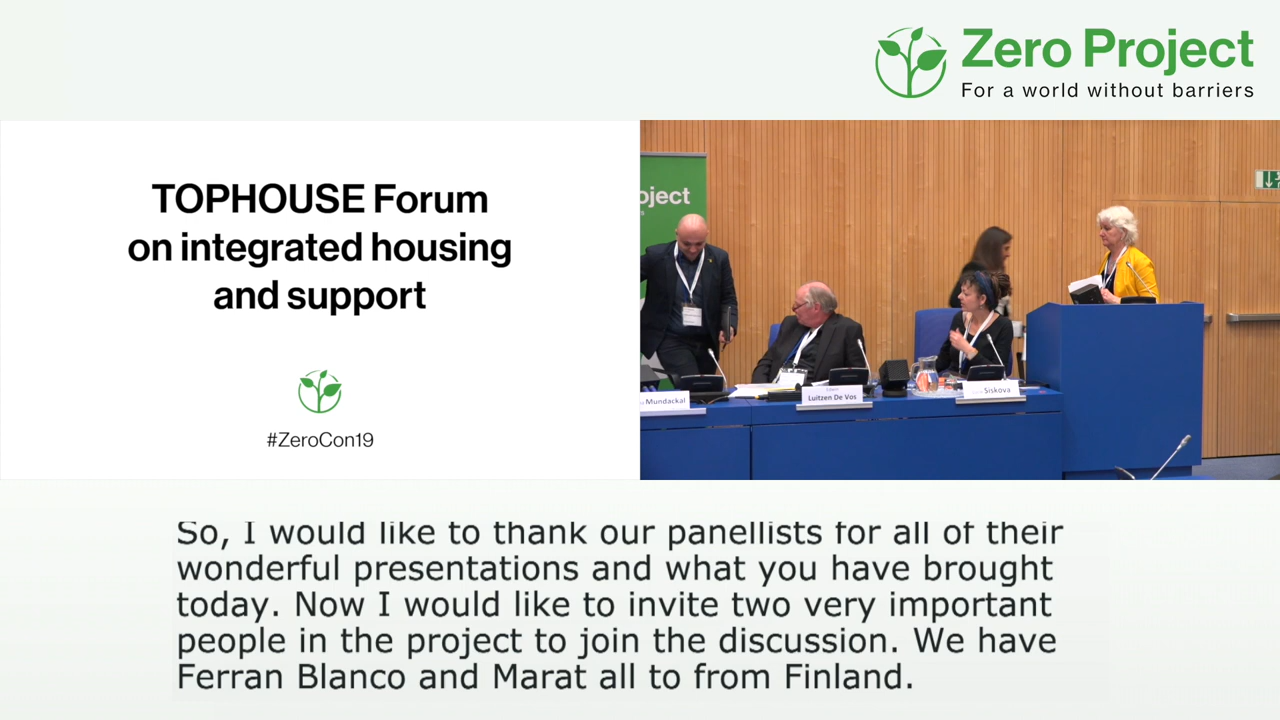 Zero Project
For a world without barriers
TOPHOUSE Forum
on integrated housing
and support
#ZeroCon19
oject
Mundackal
Luitzen De Vos
Siskova
So, I would like to thank our panellists for all of their
wonderful presentations and what you have brought
today. Now I would like to invite two very important
people in the project to join the discussion. We have
Ferran Blanco and Marat all to from Finland.